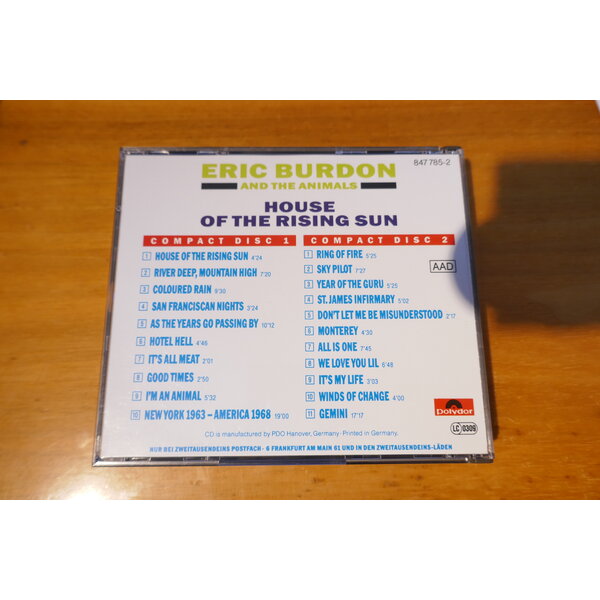 ERIC BURDON
847 785-2
AND THE ANIMALS
HOUSE
OF THE RISING SUN
COMPACT DISC 1
1 HOUSE OF THE RISING SUN 4'24
2 RIVER DEEP, MOUNTAIN HIGH 7'20
3 COLOURED RAIN 9'30
4 SAN FRANCISCAN NIGHTS 3'24
5 AS THE YEARS GO PASSING BY 10'12
6 HOTEL HELL 4'46
7 IT'S ALL MEAT 2'01
8 GOOD TIMES 2'50
9 I'M AN ANIMAL 5'32
10 NEW YORK 1963 – AMERICA 1968 19'00
COMPACT DISC 2
1 RING OF FIRE 5'25
2 SKY PILOT 7'27
3 YEAR OF THE GURU 5'25
4 ST. JAMES INFIRMARY 5'02
5 DON'T LET ME BE MISUNDERSTOOD 2'17
6 MONTEREY 4'30
7 ALL IS ONE 7'45
8 WE LOVE YOU LIL 6'48
9 IT'S MY LIFE 3'03
10 WINDS OF CHANGE 4'00
11 GEMINI 17'17
AAD
Polydor
LC 0309
CD is manufactured by PDO Hanover, Germany · Printed in Germany.
NUR BEI ZWEITAUSENDEINS POSTFACH · 6 FRANKFURT AM MAIN 61 UND IN DEN ZWEITAUSENDEINS-LÄDEN